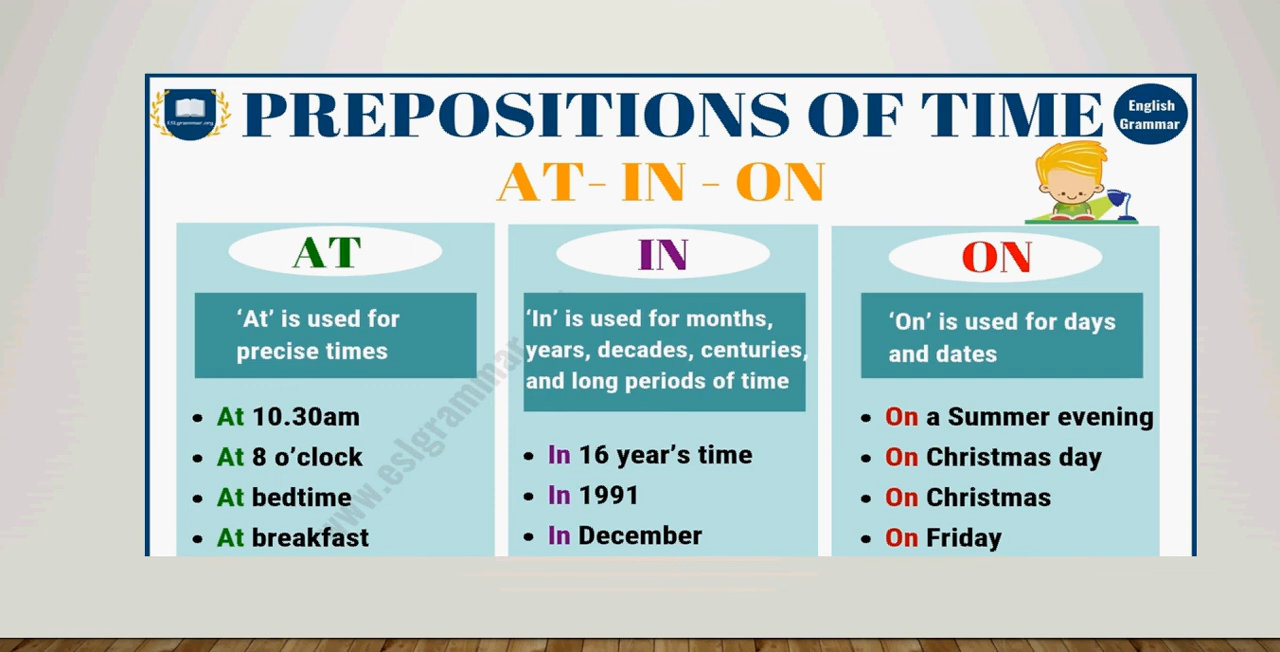 PREPOSITIONS OF TIME
English
Grammar
ESLgrammar.org
AT- IN - ON
AT
'At' is used for
precise times
• At 10.30am
• At 8 o'clock
• At bedtime
• At breakfast
IN
'In' is used for months,
years, decades, centuries,
and long periods of time
• In 16 year's time
• In 1991
• In December
ON
'On' is used for days
and dates
• On a Summer evening
• On Christmas day
• On Christmas
• On Friday